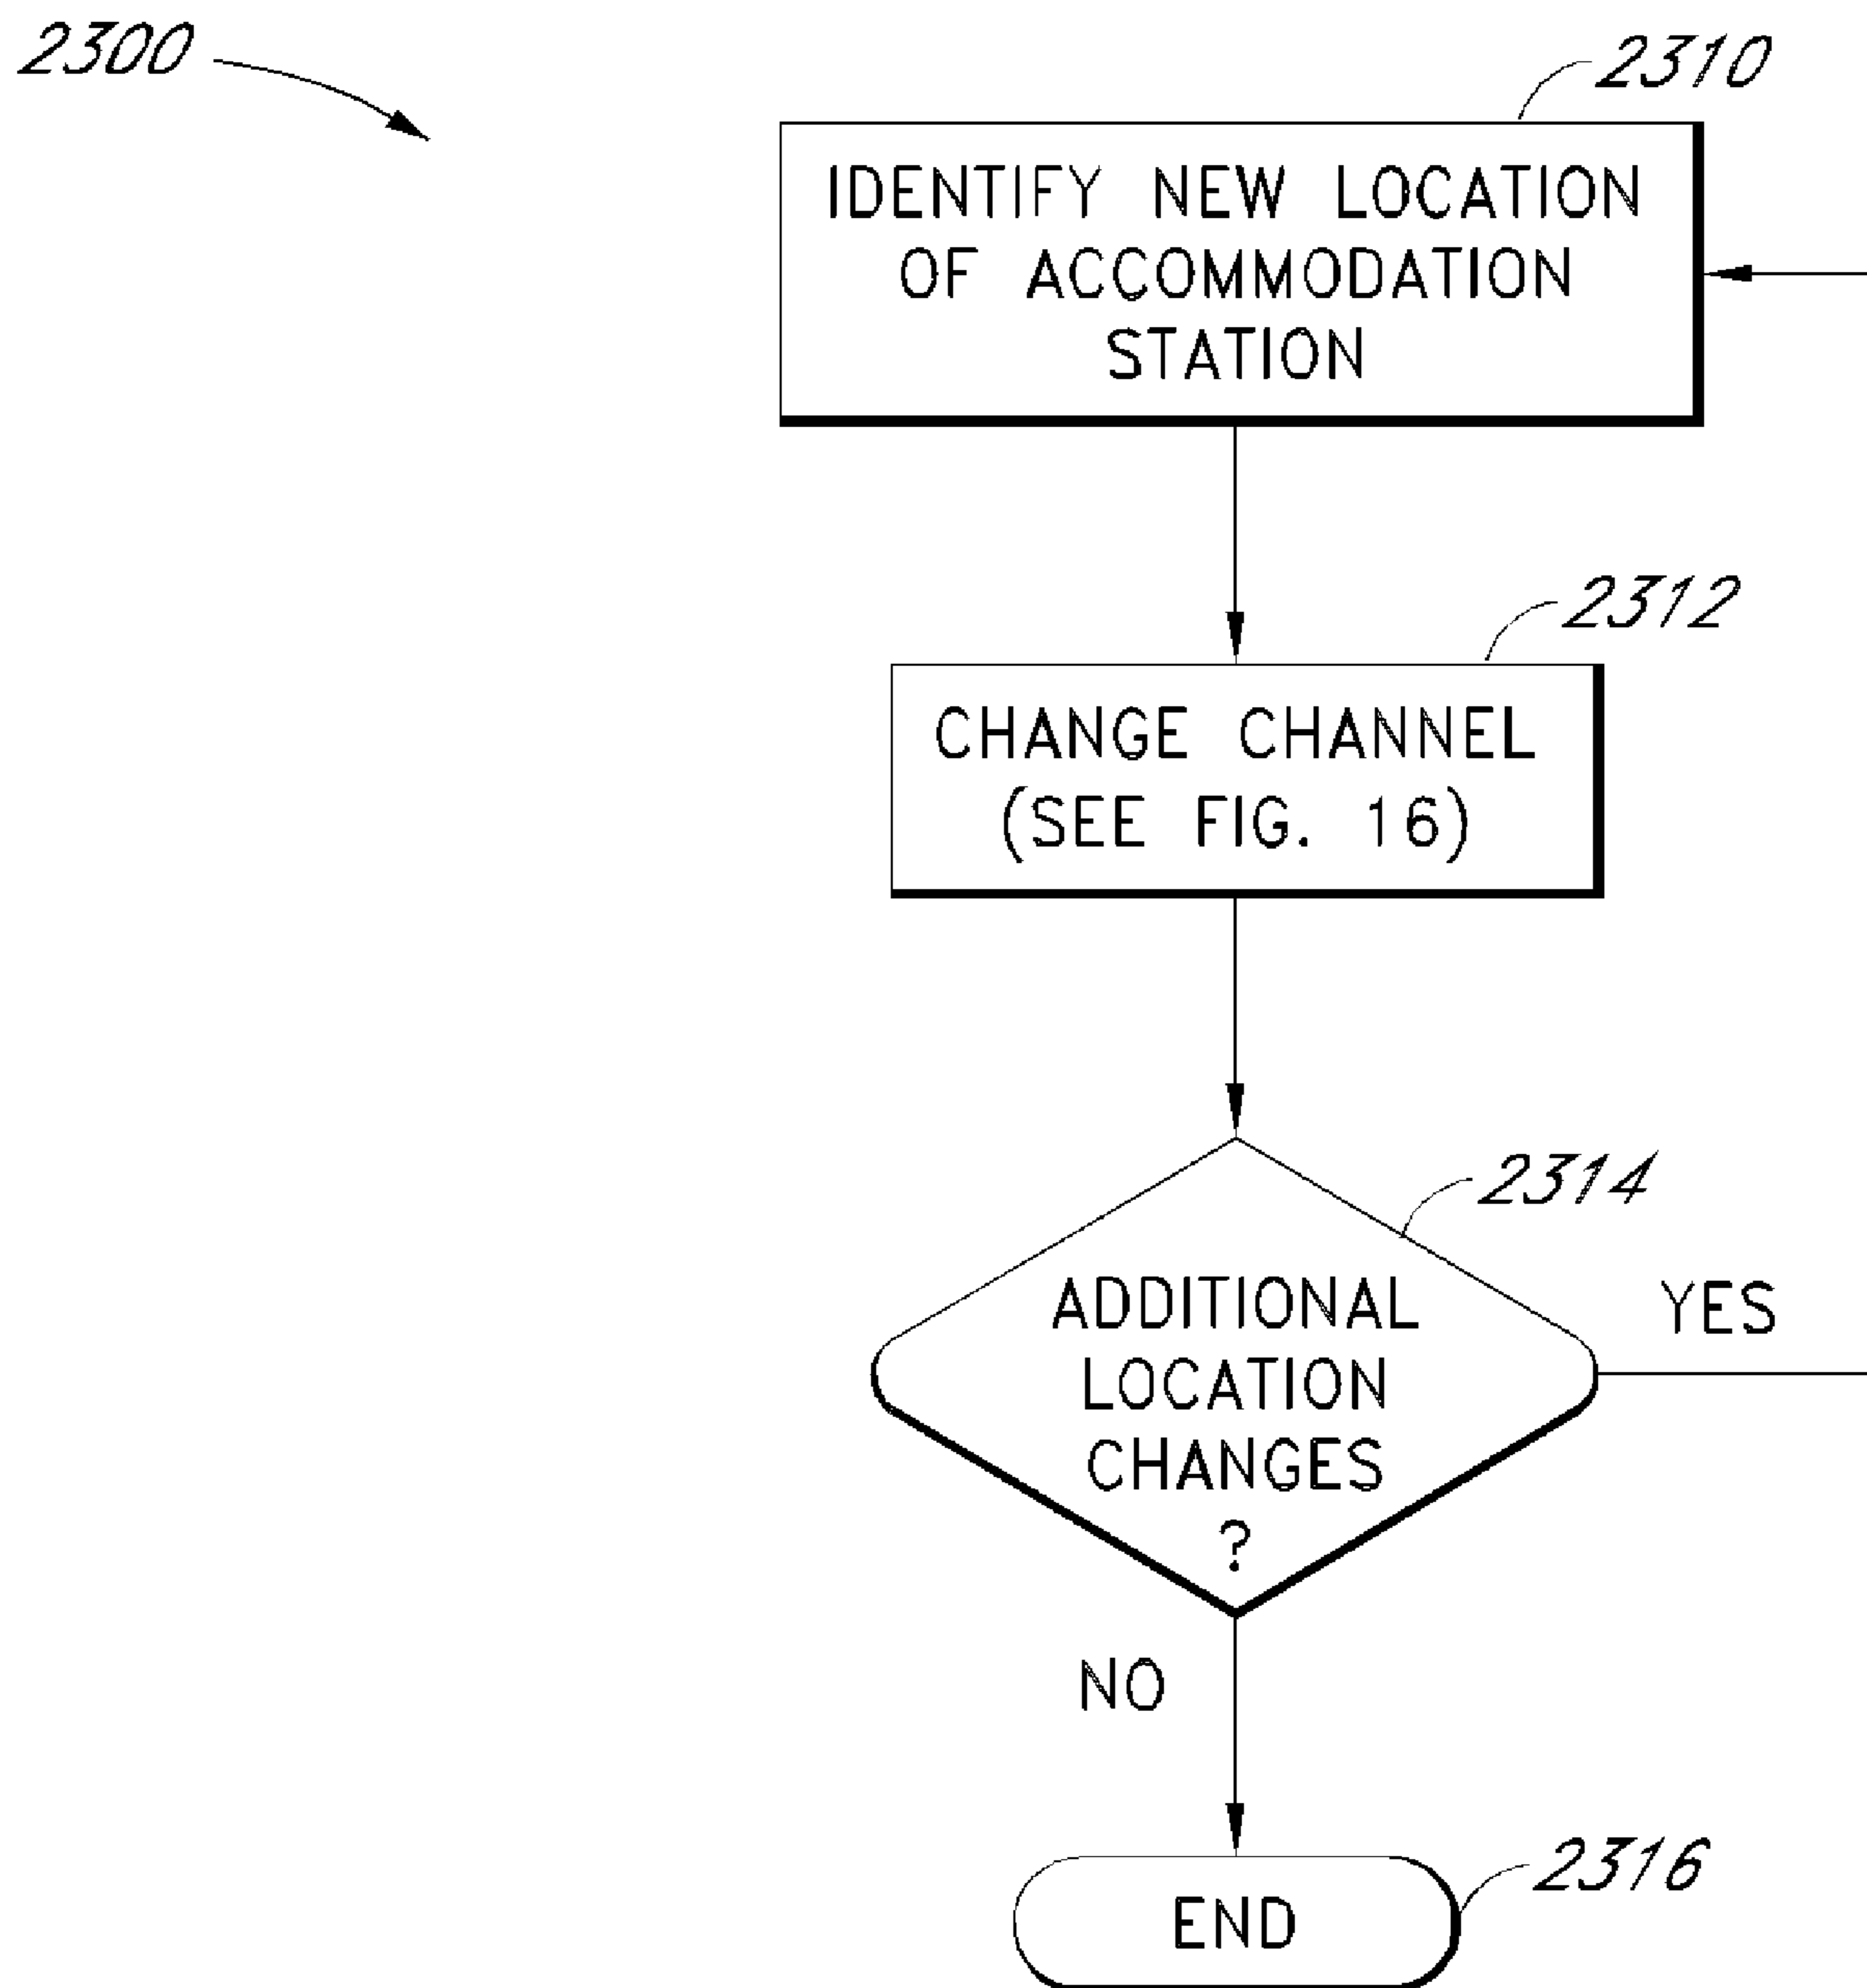 2300
2310
IDENTIFY NEW LOCATION
OF ACCOMMODATION
STATION
2312
CHANGE CHANNEL
(SEE FIG. 16)
2314
ADDITIONAL
LOCATION
CHANGES
?
YES
NO
2316
END